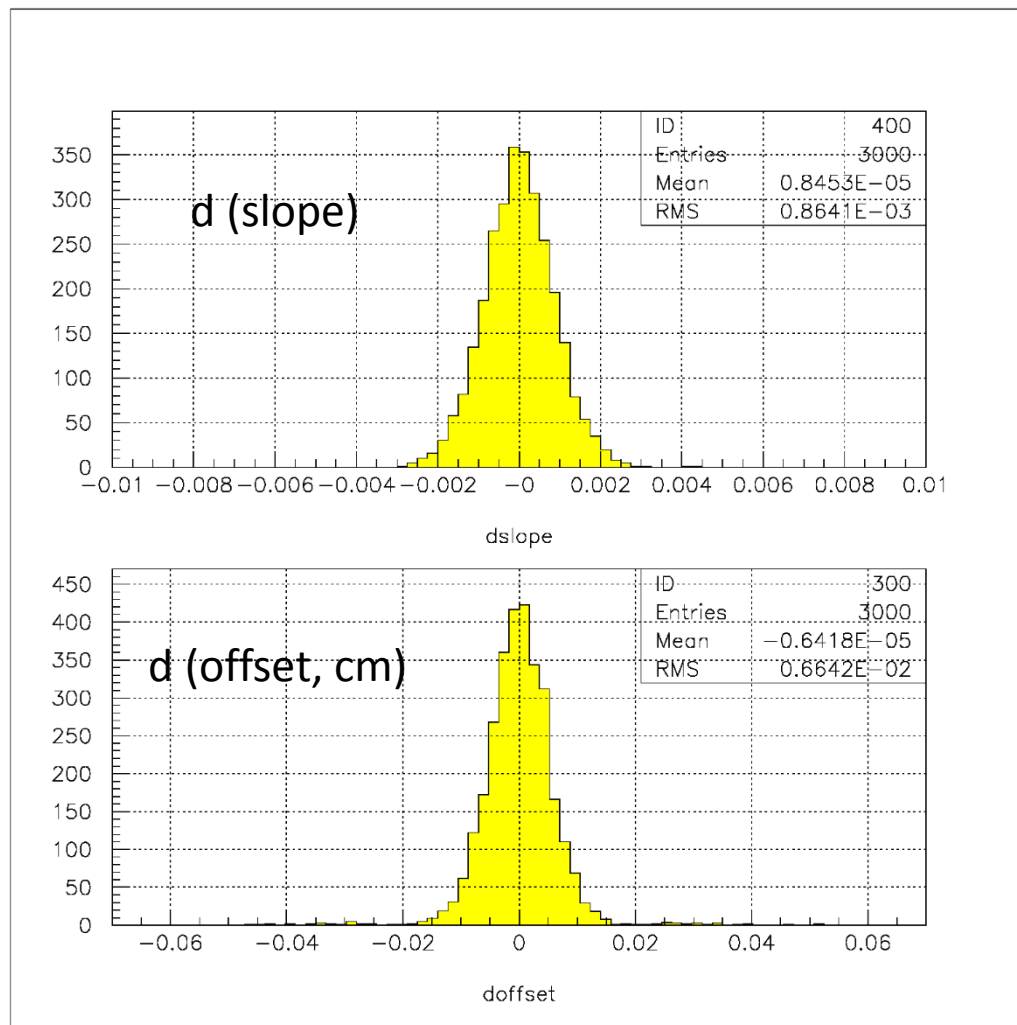 ID 400
Entries 3000
Mean 0.8453E−05
RMS 0.8641E−03
350
300
250
200
150
100
50
0
d (slope)
−0.01 −0.008 −0.006 −0.004 −0.002 −0 0.002 0.004 0.006 0.008 0.01
dslope
ID 300
Entries 3000
Mean −0.6418E−05
RMS 0.6642E−02
450
400
350
300
250
200
150
100
50
0
d (offset, cm)
−0.06 −0.04 −0.02 0 0.02 0.04 0.06
doffset